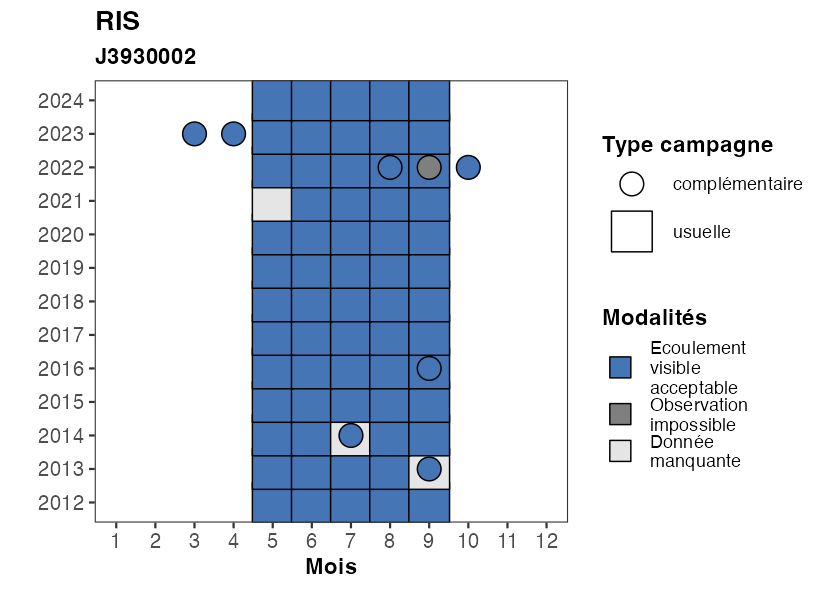 RIS
J3930002
2024
2023
2022
2021
2020
2019
2018
2017
2016
2015
2014
2013
2012
1 2 3 4 5 6 7 8 9 10 11 12
Mois
Type campagne
complémentaire
usuelle
Modalités
Ecoulement
visible
acceptable
Observation
impossible
Donnée
manquante